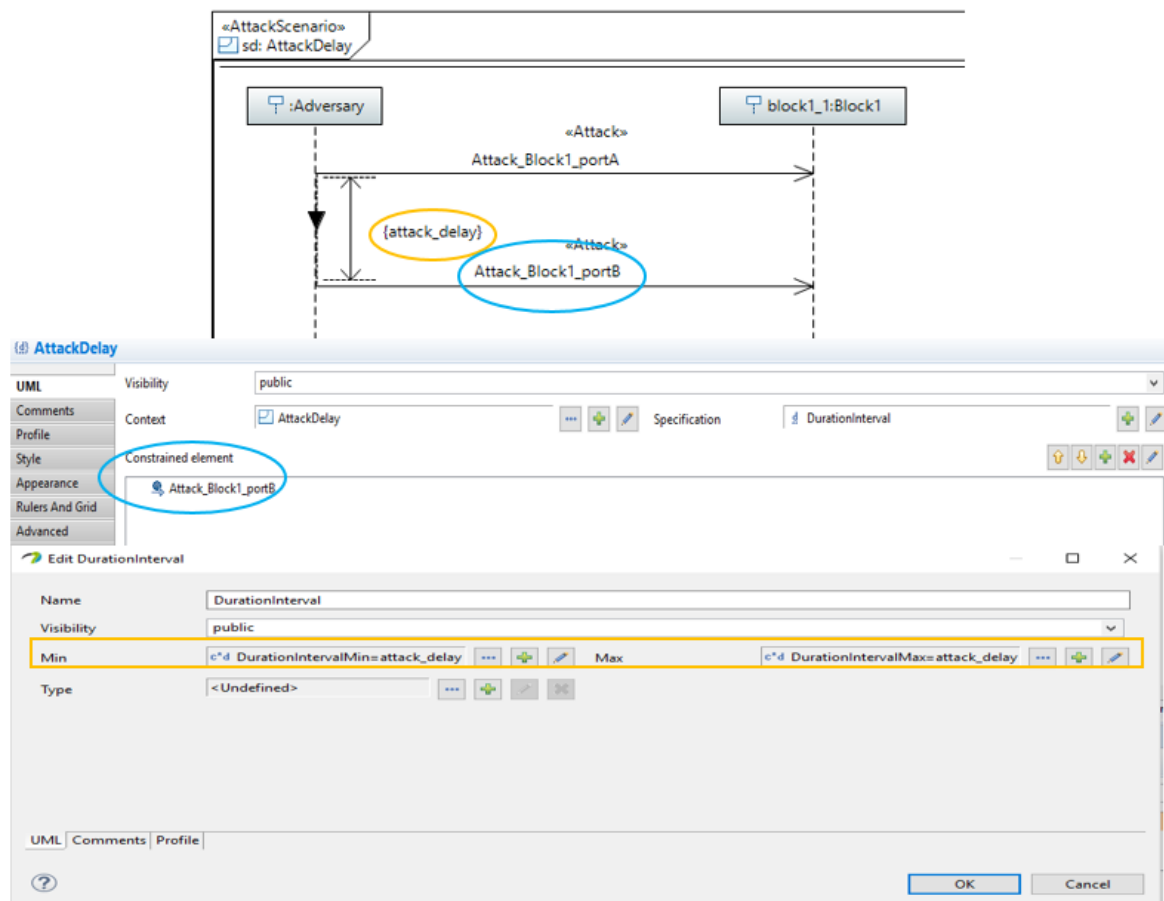 «AttackScenario»
sd: AttackDelay
:Adversary
block1_1:Block1
«Attack»
Attack_Block1_portA
{attack_delay}
«Attack»
Attack_Block1_portB
AttackDelay
UML
Visibility
public
Comments
Context
AttackDelay
Specification
DurationInterval
Profile
Style
Constrained element
Appearance
Attack_Block1_portB
Rulers And Grid
Advanced
Edit DurationInterval
Name
DurationInterval
Visibility
public
Min
DurationIntervalMin=attack_delay
Max
DurationIntervalMax=attack_delay
Type
<Undefined>
UML Comments Profile
OK
Cancel